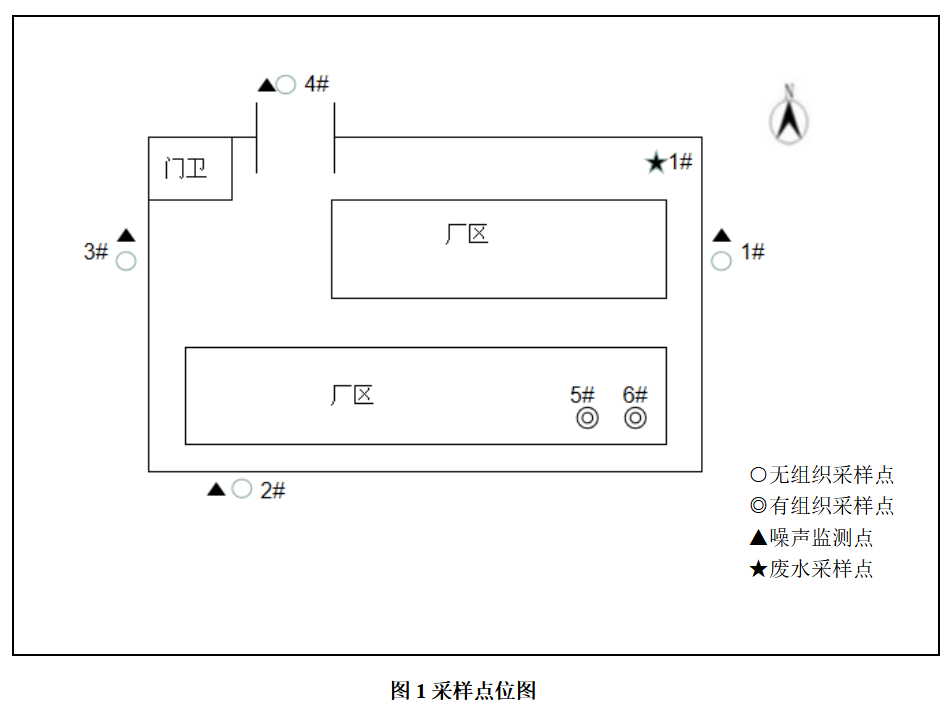 ▲○ 4#
N
门卫
★1#
厂区
3# ▲○
▲○ 1#
厂区
5# 6#
◎ ◎
▲○ 2#
○无组织采样点
◎有组织采样点
▲噪声监测点
★废水采样点
图 1 采样点位图